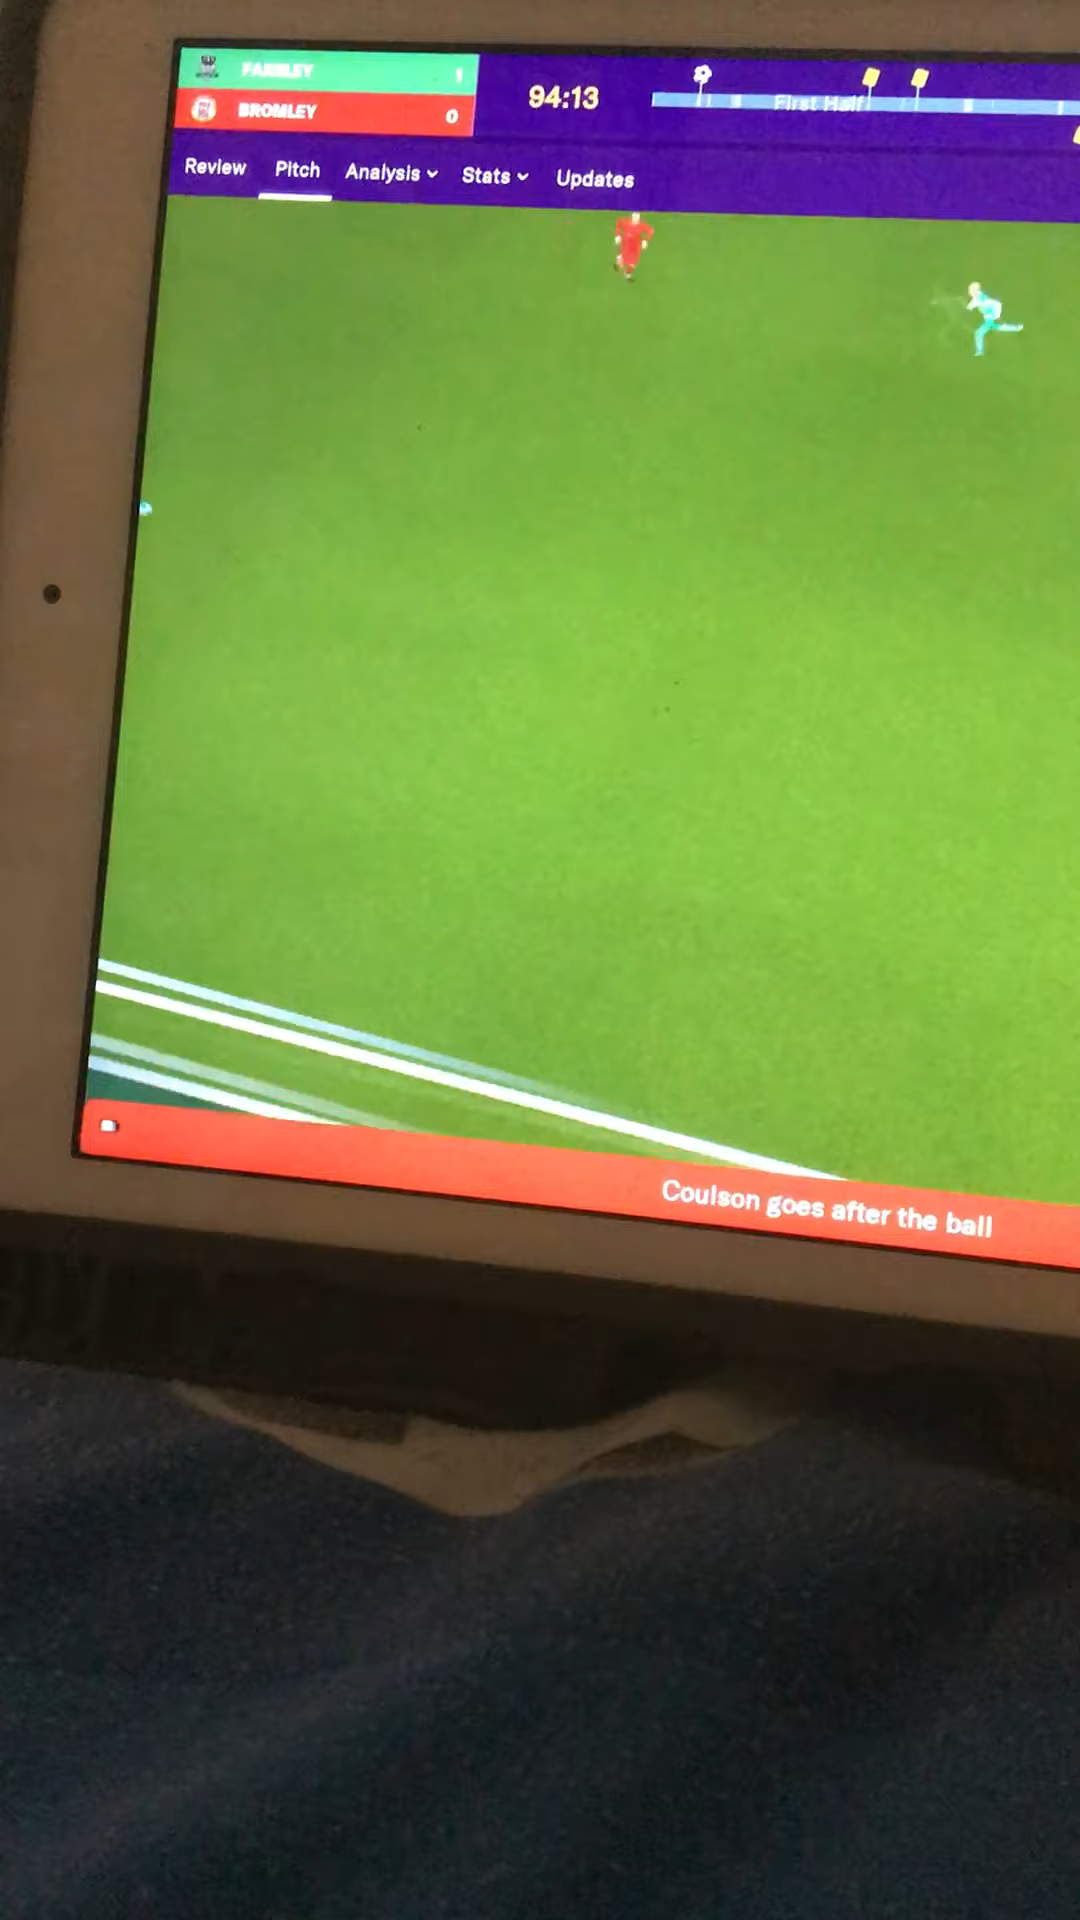 FARSLEY 1
BROMLEY 0
94:13
First Half
Review Pitch Analysis Stats Updates
Coulson goes after the ball